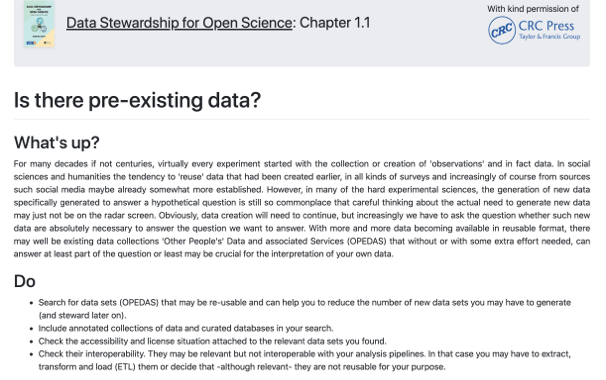 With kind permission of
Data Stewardship for Open Science: Chapter 1.1
CRC CRC Press
Taylor & Francis Group
Is there pre-existing data?
What's up?
For many decades if not centuries, virtually every experiment started with the collection or creation of 'observations' and in fact data. In social
sciences and humanities the tendency to 'reuse' data that had been created earlier, in all kinds of surveys and increasingly of course from sources
such social media maybe already somewhat more established. However, in many of the hard experimental sciences, the generation of new data
specifically generated to answer a hypothetical question is still so commonplace that careful thinking about the actual need to generate new data
may just not be on the radar screen. Obviously, data creation will need to continue, but increasingly we have to ask the question whether such new
data are absolutely necessary to answer the question we want to answer. With more and more data becoming available in reusable format, there
may well be existing data collections 'Other People's' Data and associated Services (OPEDAS) that without or with some extra effort needed, can
answer at least part of the question or least may be crucial for the interpretation of your own data.
Do
• Search for data sets (OPEDAS) that may be re-usable and can help you to reduce the number of new data sets you may have to generate
(and steward later on).
• Include annotated collections of data and curated databases in your search.
• Check the accessibility and license situation attached to the relevant data sets you found.
• Check their interoperability. They may be relevant but not interoperable with your analysis pipelines. In that case you may have to extract,
transform and load (ETL) them or decide that -although relevant- they are not reusable for your purpose.